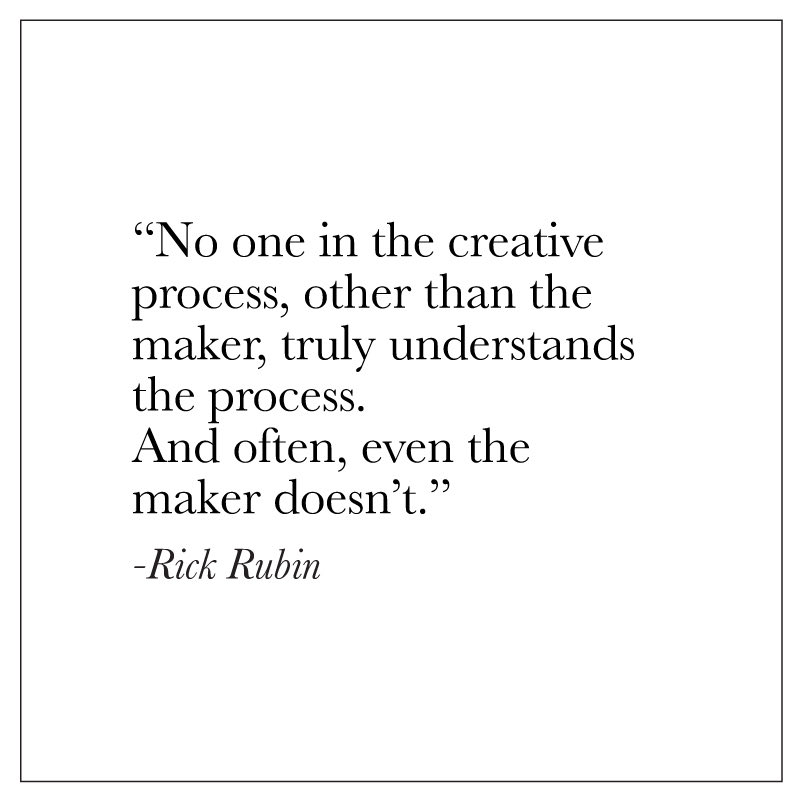 “No one in the creative
process, other than the
maker, truly understands
the process.
And often, even the
maker doesn’t.”
-Rick Rubin